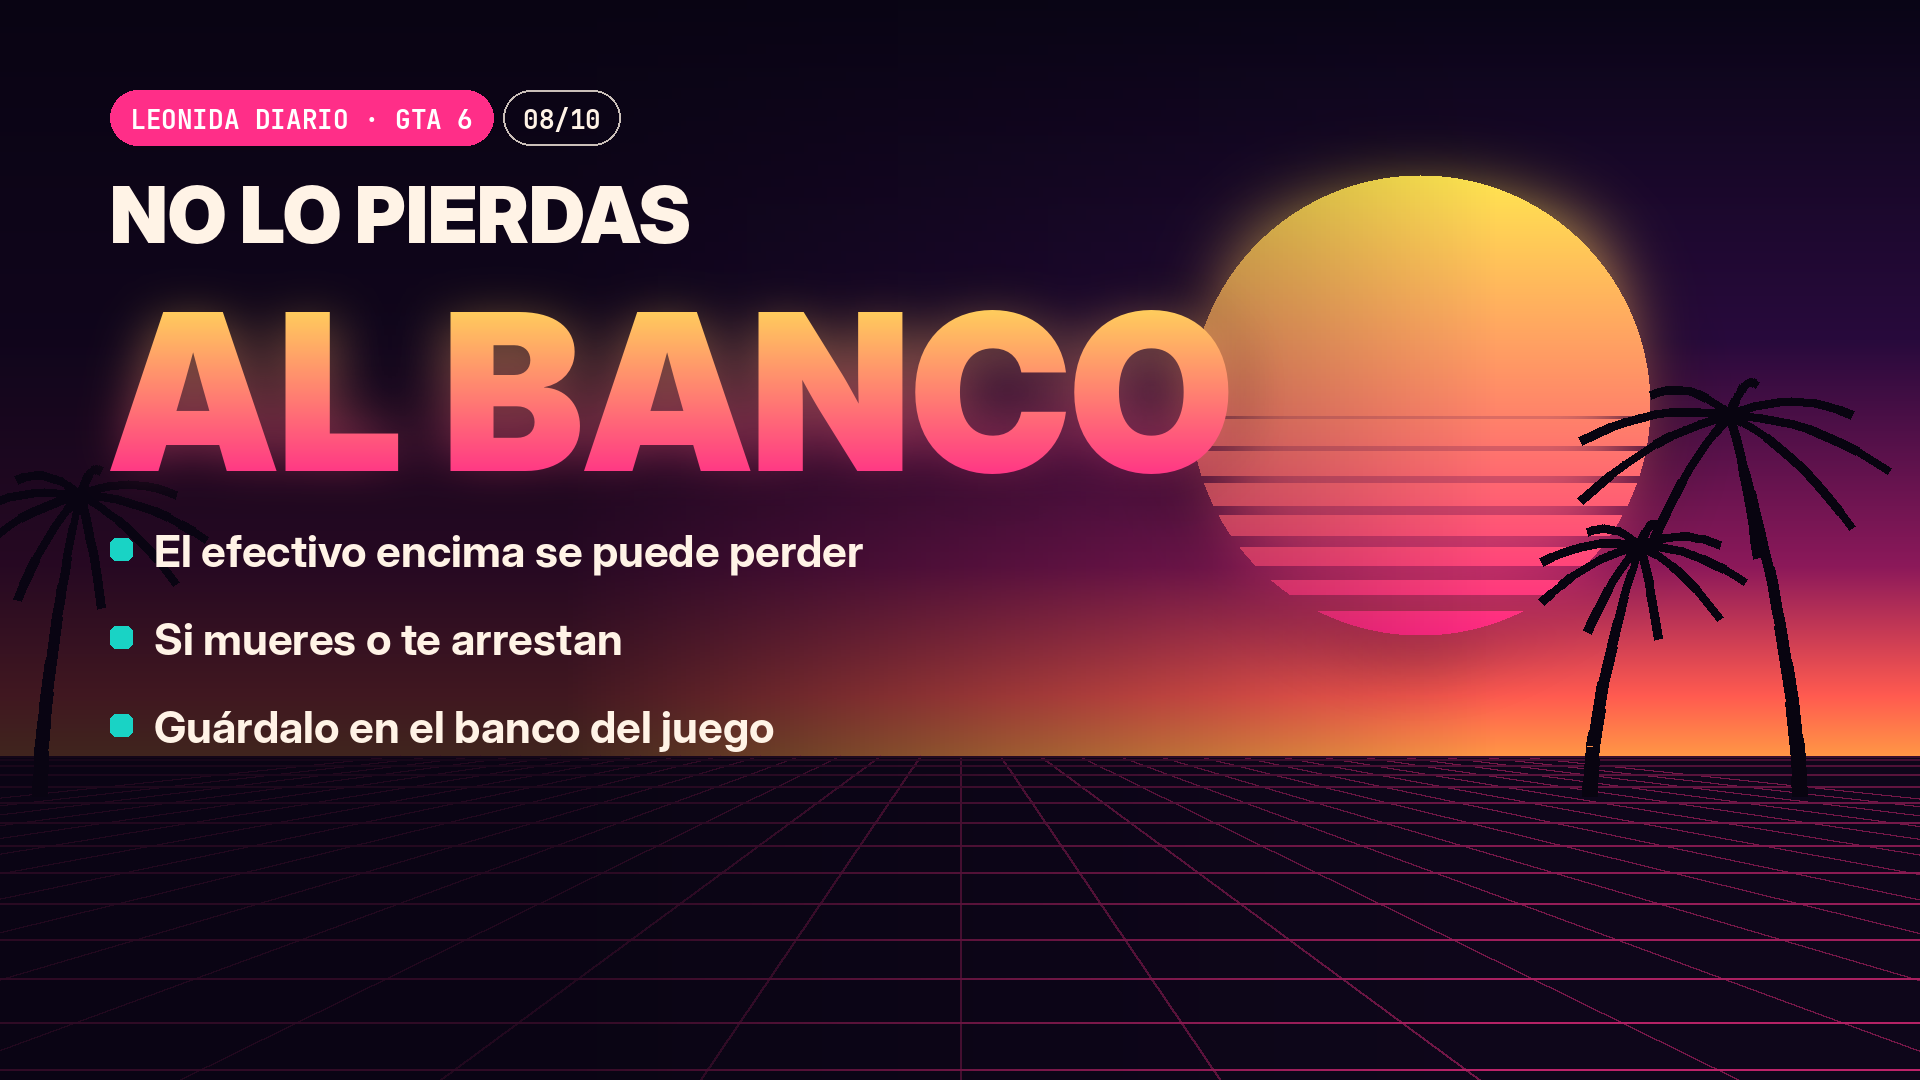 LEONIDA DIARIO · GTA 6 08/10
NO LO PIERDAS
AL BANCO
El efectivo encima se puede perder
Si mueres o te arrestan
Guárdalo en el banco del juego